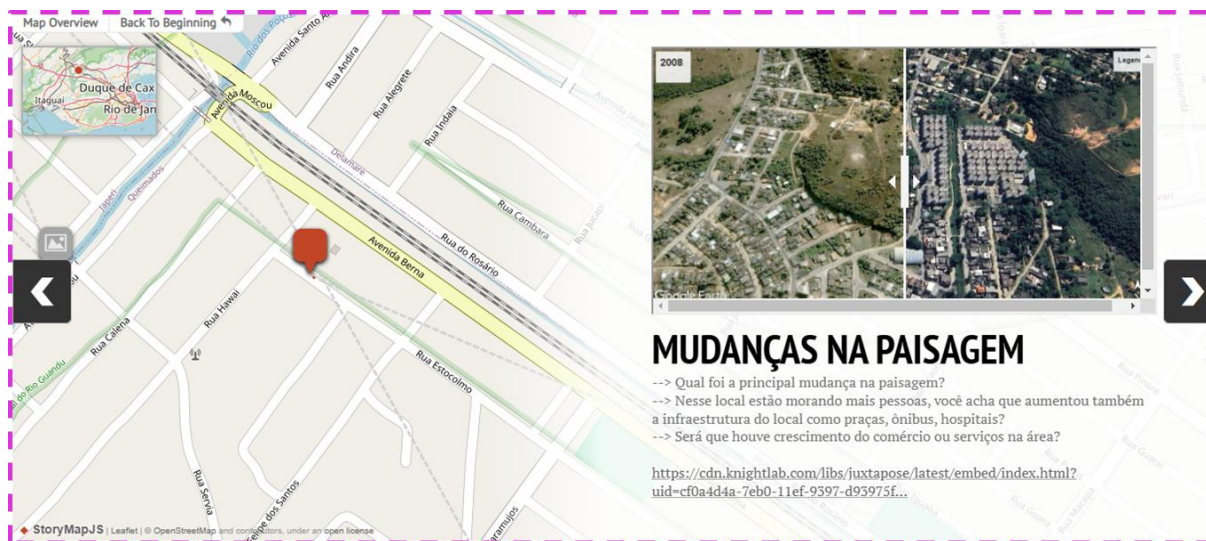 Map Overview
Back To Beginning
Duque de Cax
Itaguaí
Rio de Jan
Avenida Moscou
Rua Andira
Rua Alegrete
Rua Indaia
Delamare
Japeri
Queimados
Rua Cambara
Rua do Rosário
Avenida Berna
Rua Hawai
Rua Calena
Rua Estocolmo
Rua Servia
2008
Google Earth
MUDANÇAS NA PAISAGEM
--> Qual foi a principal mudança na paisagem?
--> Nesse local estão morando mais pessoas, você acha que aumentou também
a infraestrutura do local como praças, ônibus, hospitais?
--> Será que houve crescimento do comércio ou serviços na área?
https://cdn.knightlab.com/libs/juxtapose/latest/embed/index.html?
uid=cf0a4d4a-7eb0-11ef-9397-d93975f...
StoryMapJS | Leaflet | © OpenStreetMap and contributors, under an open license